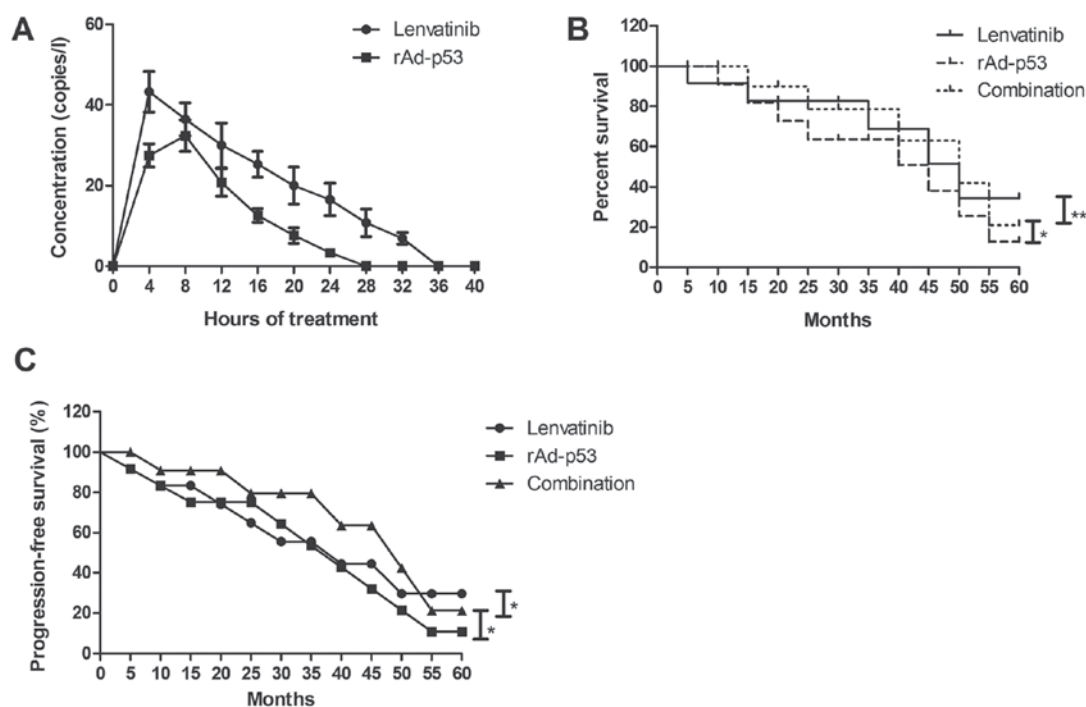 A
Concentration (copies/l)
60
40
20
0
0 4 8 12 16 20 24 28 32 36 40
Hours of treatment
Lenvatinib
rAd-p53
B
Percent survival
120
100
80
60
40
20
0
0 5 10 15 20 25 30 35 40 45 50 55 60
Months
Lenvatinib
rAd-p53
Combination
**
*
C
Progression-free survival (%)
120
100
80
60
40
20
0
0 5 10 15 20 25 30 35 40 45 50 55 60
Months
Lenvatinib
rAd-p53
Combination
*
*